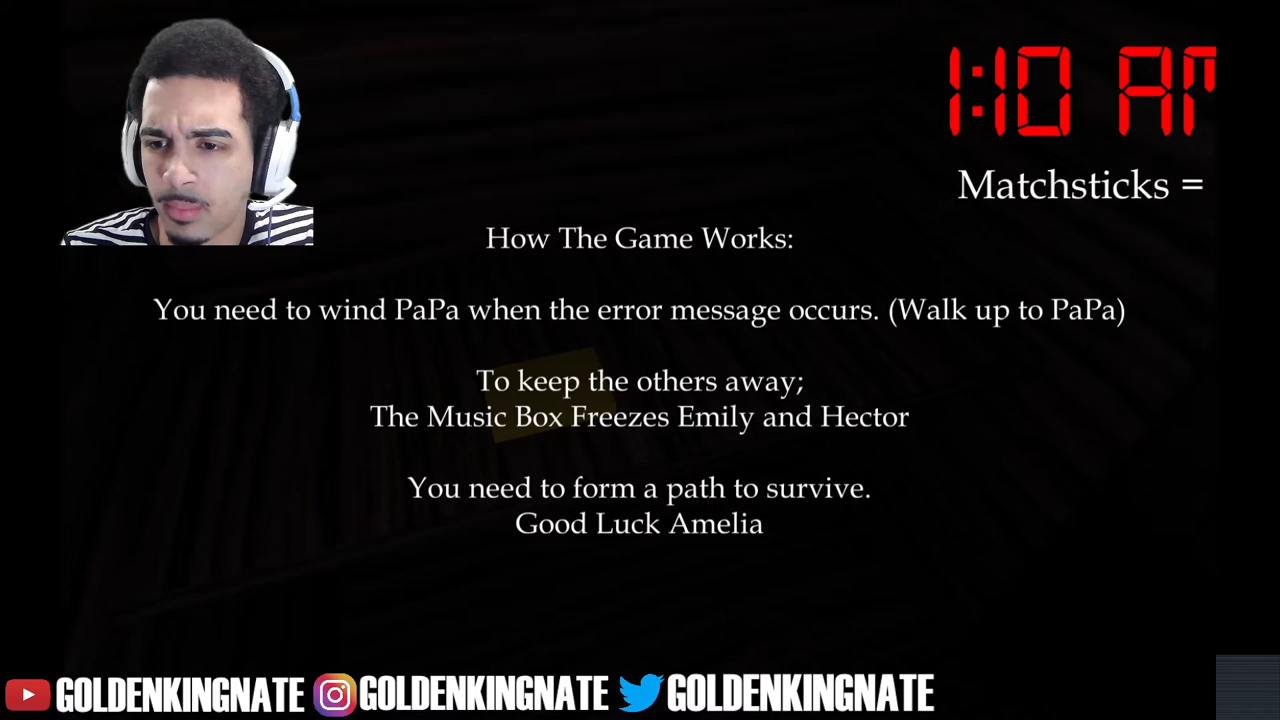 1:10 AM
Matchsticks =
How The Game Works:
You need to wind PaPa when the error message occurs. (Walk up to PaPa)
To keep the others away;
The Music Box Freezes Emily and Hector
You need to form a path to survive.
Good Luck Amelia
GOLDENKINGNATE GOLDENKINGNATE GOLDENKINGNATE